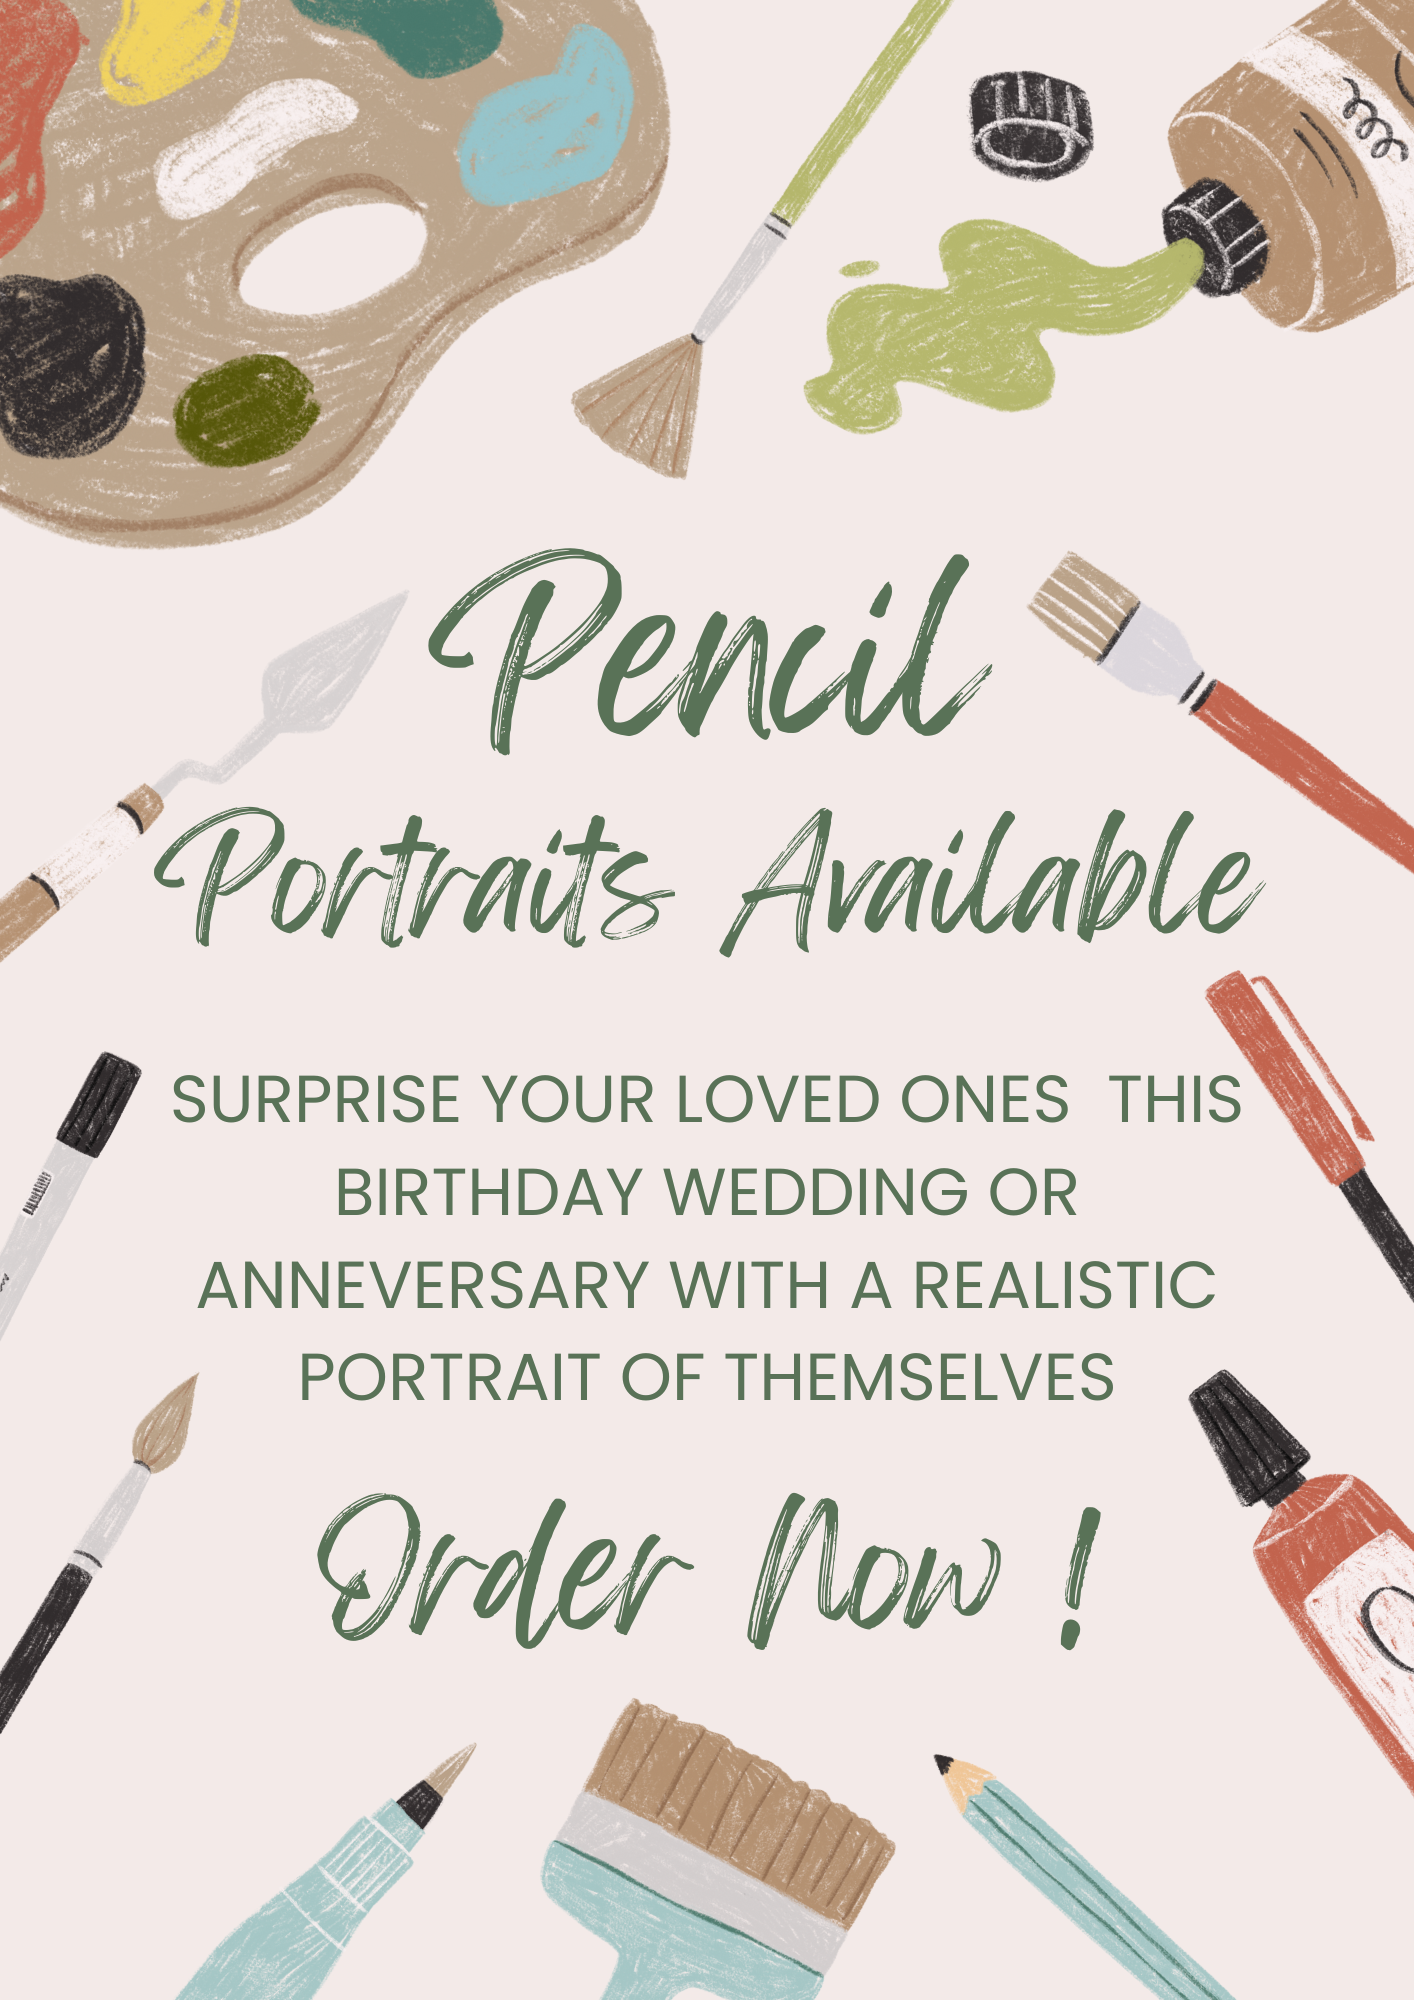 Pencil
Portraits Available
SURPRISE YOUR LOVED ONES THIS
BIRTHDAY WEDDING OR
ANNEVERSARY WITH A REALISTIC
PORTRAIT OF THEMSELVES
Order Now !